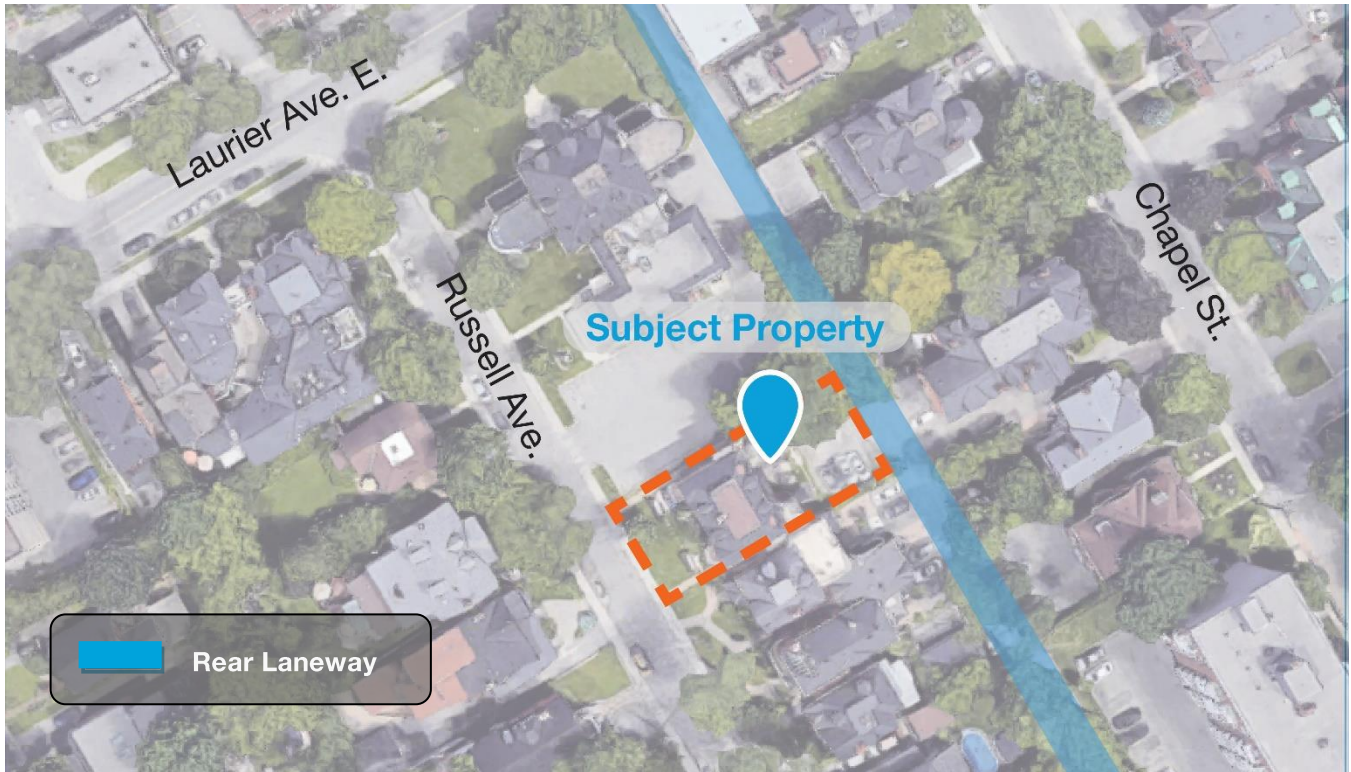 Laurier Ave. E.
Russell Ave.
Chapel St.
Subject Property
Rear Laneway